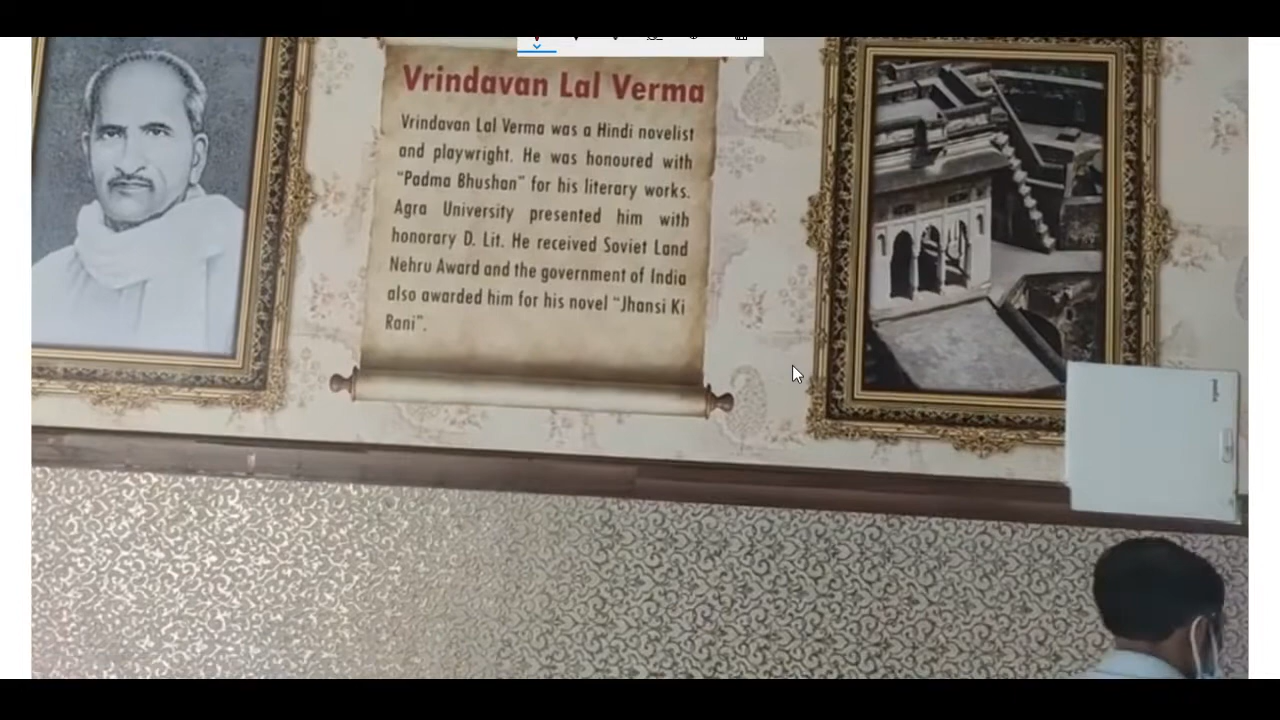 Vrindavan Lal Verma
Vrindavan Lal Verma was a Hindi novelist
and playwright. He was honoured with
"Padma Bhushan" for his literary works.
Agra University presented him with
honorary D. Lit. He received Soviet Land
Nehru Award and the government of India
also awarded him for his novel "Jhansi Ki
Rani".